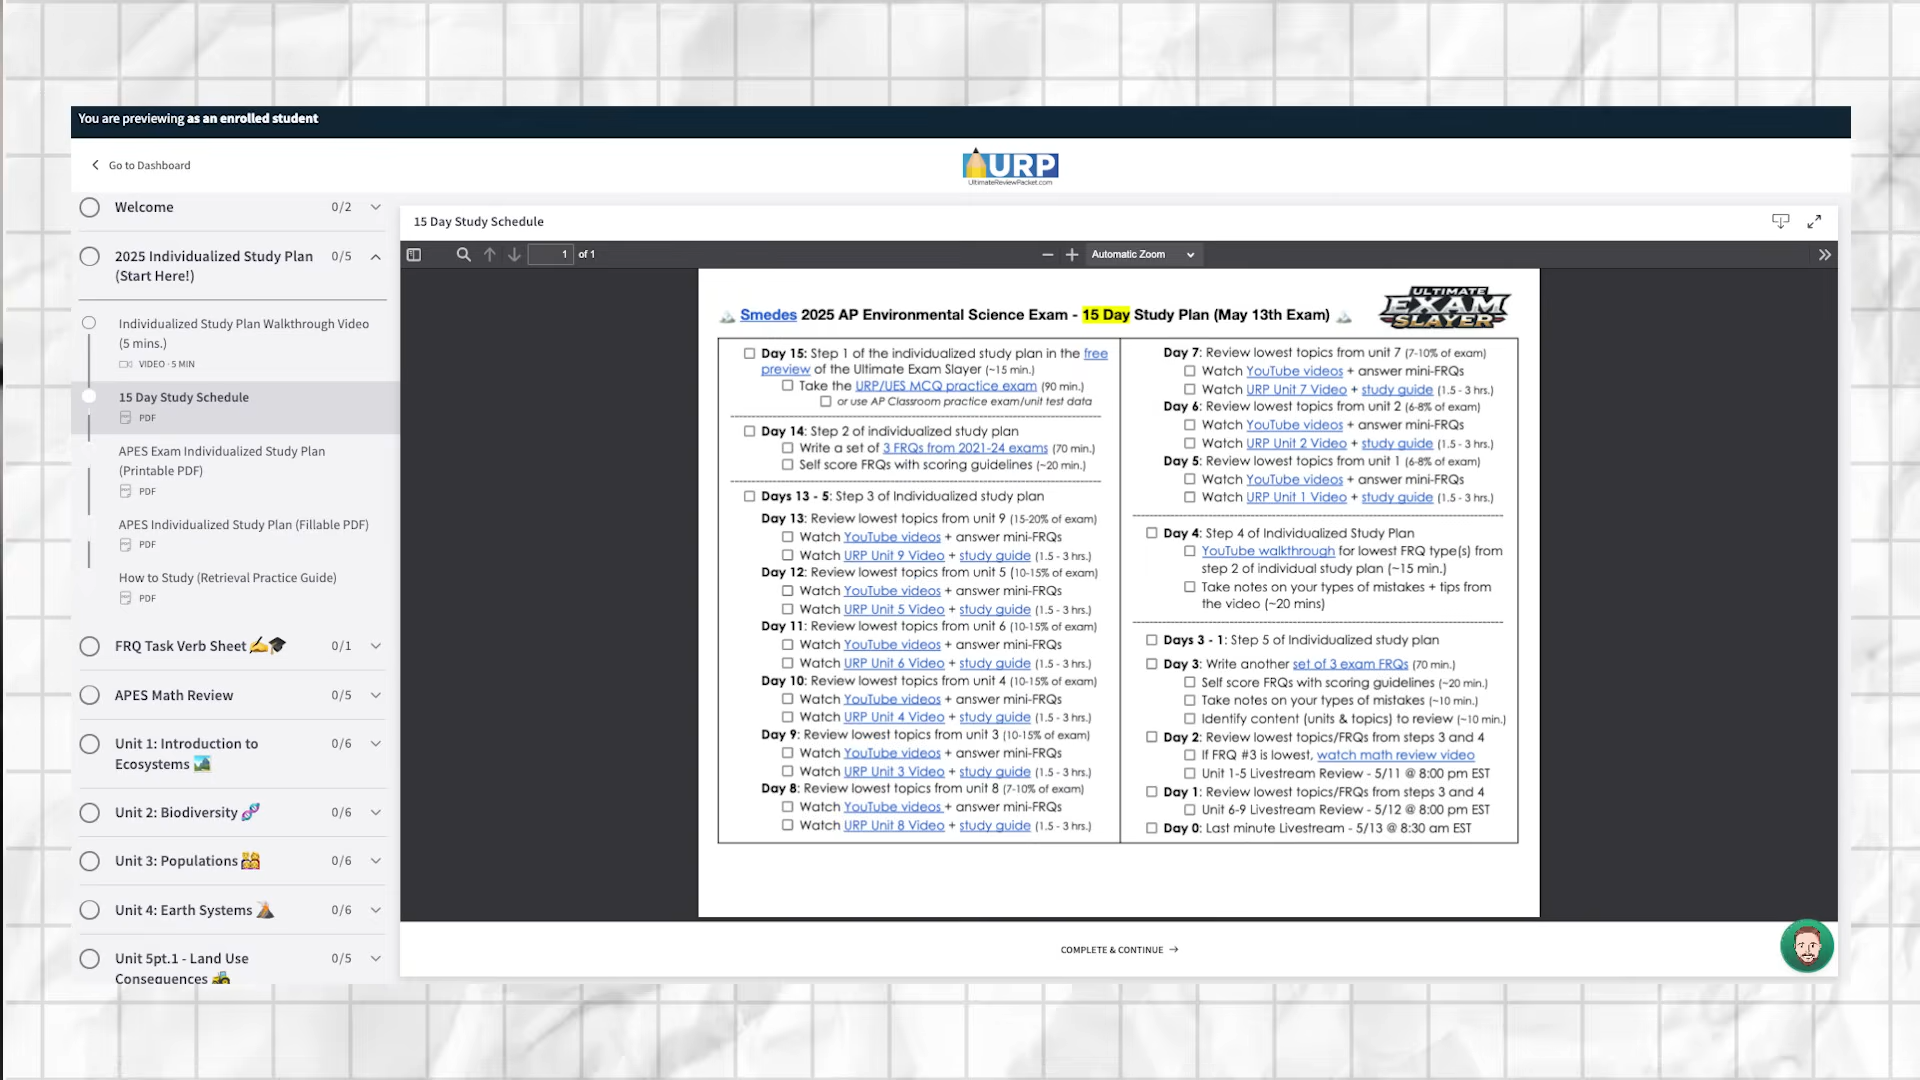 You are previewing as an enrolled student
Go to Dashboard
URP
UltimateReviewPacket.com
Welcome 0/2
2025 Individualized Study Plan 0/5
(Start Here!)
Individualized Study Plan Walkthrough Video
(5 mins.)
VIDEO · 5 MIN
15 Day Study Schedule
PDF
APES Exam Individualized Study Plan
(Printable PDF)
PDF
APES Individualized Study Plan (Fillable PDF)
PDF
How to Study (Retrieval Practice Guide)
PDF
FRQ Task Verb Sheet ✍️🎓 0/1
APES Math Review 0/5
Unit 1: Introduction to 0/6
Ecosystems 🏞️
Unit 2: Biodiversity 🧬 0/6
Unit 3: Populations 👨‍👩‍👧‍👦 0/6
Unit 4: Earth Systems 🌋 0/6
Unit 5pt.1 - Land Use 0/5
Consequences 🚜
15 Day Study Schedule
1 of 1
Automatic Zoom
Smedes 2025 AP Environmental Science Exam - 15 Day Study Plan (May 13th Exam)
ULTIMATE
EXAM
SLAYER
Day 15: Step 1 of the individualized study plan in the free
preview of the Ultimate Exam Slayer (~15 min.)
Take the URP/UES MCQ practice exam (90 min.)
or use AP Classroom practice exam/unit test data
Day 14: Step 2 of individualized study plan
Write a set of 3 FRQs from 2021-24 exams (70 min.)
Self score FRQs with scoring guidelines (~20 min.)
Days 13 - 5: Step 3 of Individualized study plan
Day 13: Review lowest topics from unit 9 (15-20% of exam)
Watch YouTube videos + answer mini-FRQs
Watch URP Unit 9 Video + study guide (1.5 - 3 hrs.)
Day 12: Review lowest topics from unit 5 (10-15% of exam)
Watch YouTube videos + answer mini-FRQs
Watch URP Unit 5 Video + study guide (1.5 - 3 hrs.)
Day 11: Review lowest topics from unit 6 (10-15% of exam)
Watch YouTube videos + answer mini-FRQs
Watch URP Unit 6 Video + study guide (1.5 - 3 hrs.)
Day 10: Review lowest topics from unit 4 (10-15% of exam)
Watch YouTube videos + answer mini-FRQs
Watch URP Unit 4 Video + study guide (1.5 - 3 hrs.)
Day 9: Review lowest topics from unit 3 (10-15% of exam)
Watch YouTube videos + answer mini-FRQs
Watch URP Unit 3 Video + study guide (1.5 - 3 hrs.)
Day 8: Review lowest topics from unit 8 (7-10% of exam)
Watch YouTube videos + answer mini-FRQs
Watch URP Unit 8 Video + study guide (1.5 - 3 hrs.)
Day 7: Review lowest topics from unit 7 (7-10% of exam)
Watch YouTube videos + answer mini-FRQs
Watch URP Unit 7 Video + study guide (1.5 - 3 hrs.)
Day 6: Review lowest topics from unit 2 (6-8% of exam)
Watch YouTube videos + answer mini-FRQs
Watch URP Unit 2 Video + study guide (1.5 - 3 hrs.)
Day 5: Review lowest topics from unit 1 (6-8% of exam)
Watch YouTube videos + answer mini-FRQs
Watch URP Unit 1 Video + study guide (1.5 - 3 hrs.)
Day 4: Step 4 of Individualized Study Plan
YouTube walkthrough for lowest FRQ type(s) from
step 2 of individual study plan (~15 min.)
Take notes on your types of mistakes + tips from
the video (~20 mins)
Days 3 - 1: Step 5 of Individualized study plan
Day 3: Write another set of 3 exam FRQs (70 min.)
Self score FRQs with scoring guidelines (~20 min.)
Take notes on your types of mistakes (~10 min.)
Identify content (units & topics) to review (~10 min.)
Day 2: Review lowest topics/FRQs from steps 3 and 4
If FRQ #3 is lowest, watch math review video
Unit 1-5 Livestream Review - 5/11 @ 8:00 pm EST
Day 1: Review lowest topics/FRQs from steps 3 and 4
Unit 6-9 Livestream Review - 5/12 @ 8:00 pm EST
Day 0: Last minute Livestream - 5/13 @ 8:30 am EST
COMPLETE & CONTINUE →